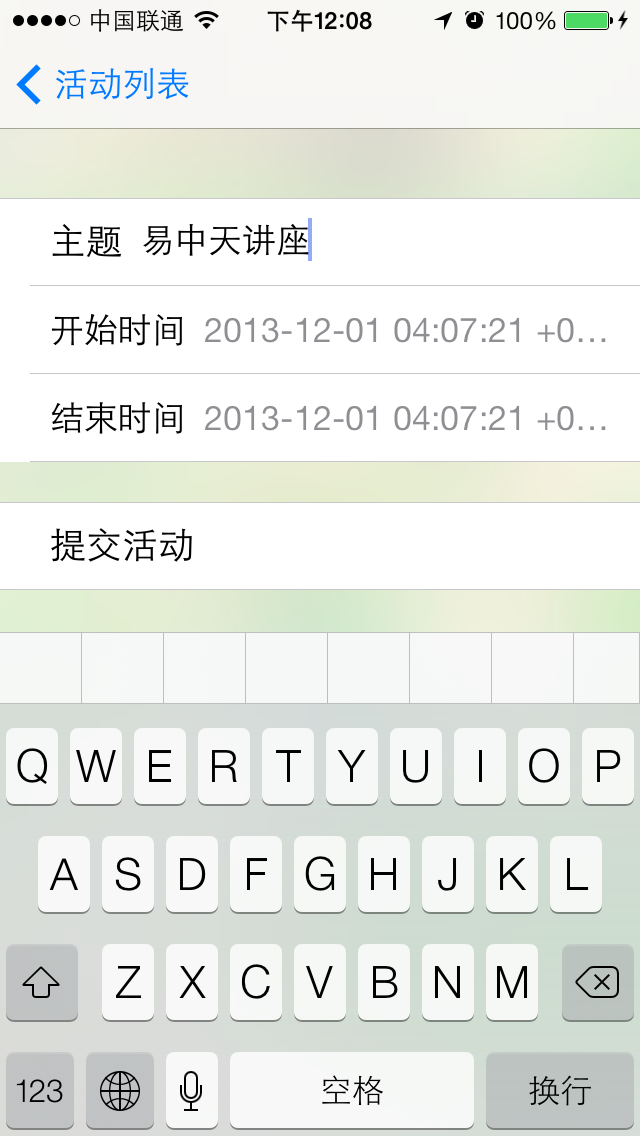 中国联通 下午12:08 100%
活动列表
主题 易中天讲座
开始时间 2013-12-01 04:07:21 +0...
结束时间 2013-12-01 04:07:21 +0...
提交活动
Q W E R T Y U I O P
A S D F G H J K L
Z X C V B N M
123 空格 换行